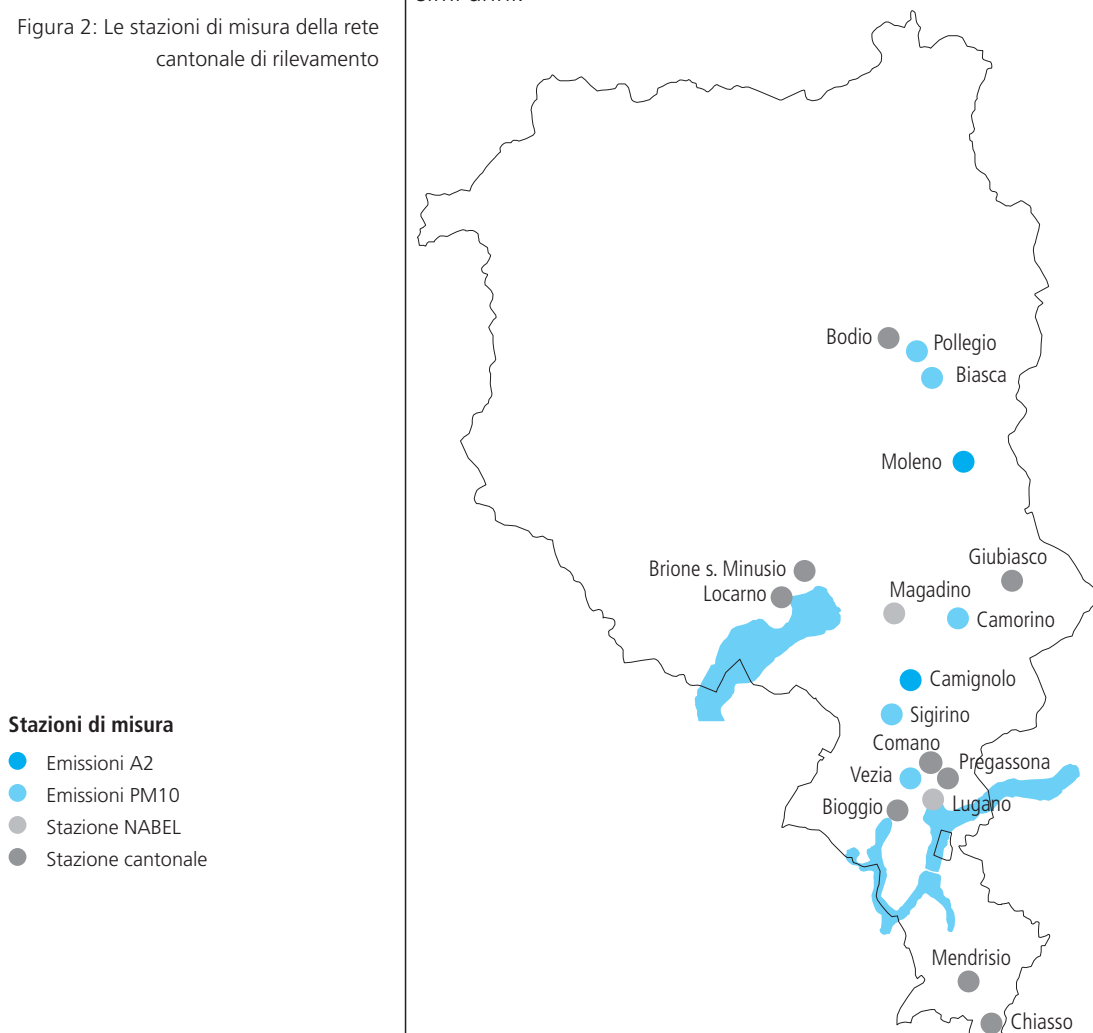 Figura 2: Le stazioni di misura della rete
cantonale di rilevamento
Bodio
Pollegio
Biasca
Moleno
Giubiasco
Brione s. Minusio
Locarno
Magadino
Camorino
Camignolo
Sigirino
Comano
Pregassona
Vezia
Lugano
Bioggio
Mendrisio
Chiasso
Stazioni di misura
Emissioni A2
Emissioni PM10
Stazione NABEL
Stazione cantonale